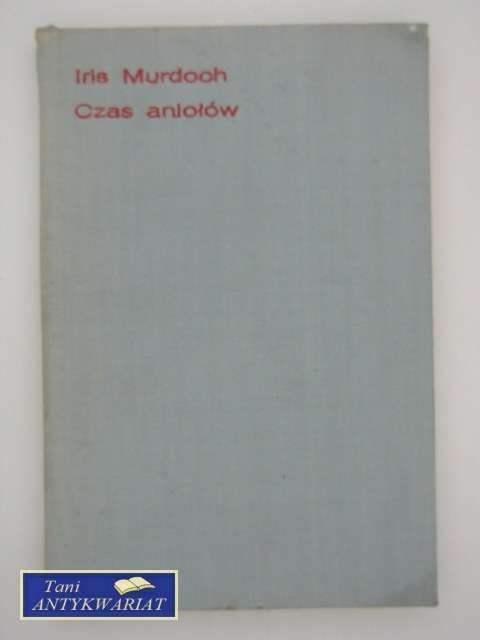 Iris Murdoch
Czas aniołów
Tani
ANTYKWARIAT